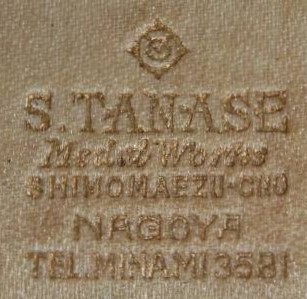 S
S. TANASE
Medal Works
SHIMOMAEZU-CHO
NAGOYA
TEL. MINAMI 3581